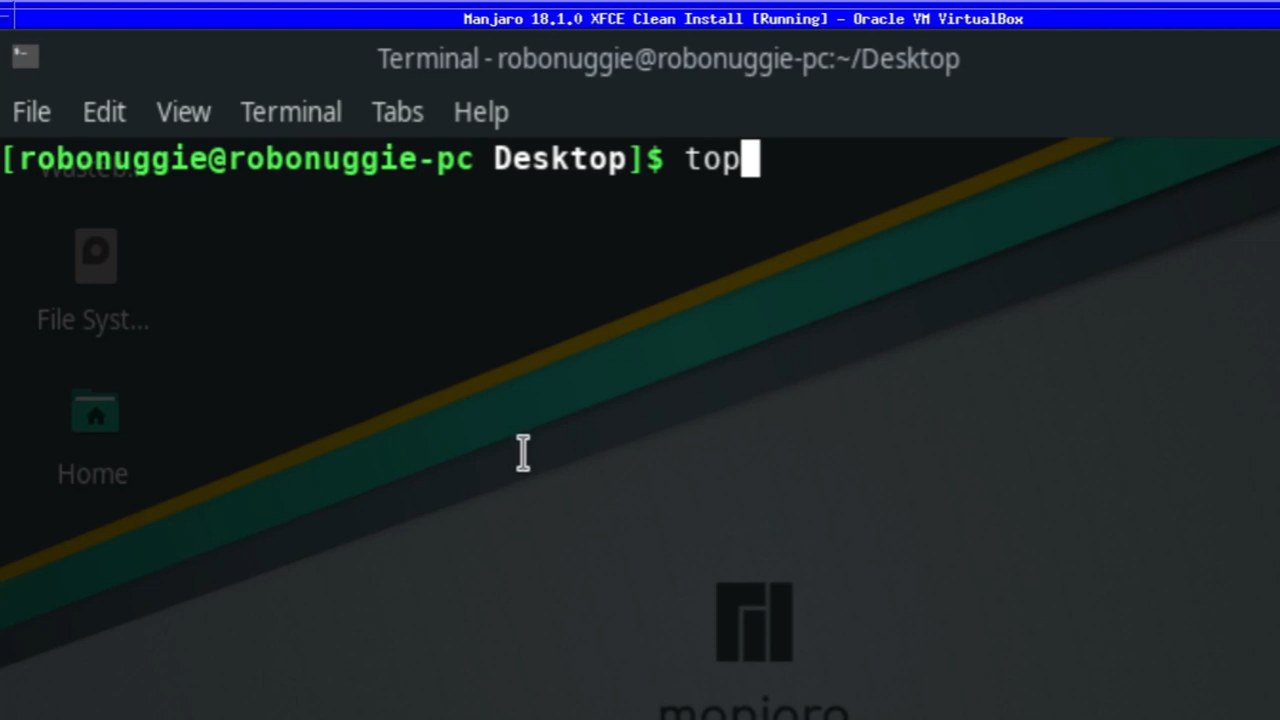 Manjaro 18.1.0 XFCE Clean Install [Running] - Oracle VM VirtualBox
Terminal - robonuggie@robonuggie-pc:~/Desktop
File Edit View Terminal Tabs Help
[robonuggie@robonuggie-pc Desktop]$ top
Wasteb...
File Syst...
Home
manjaro